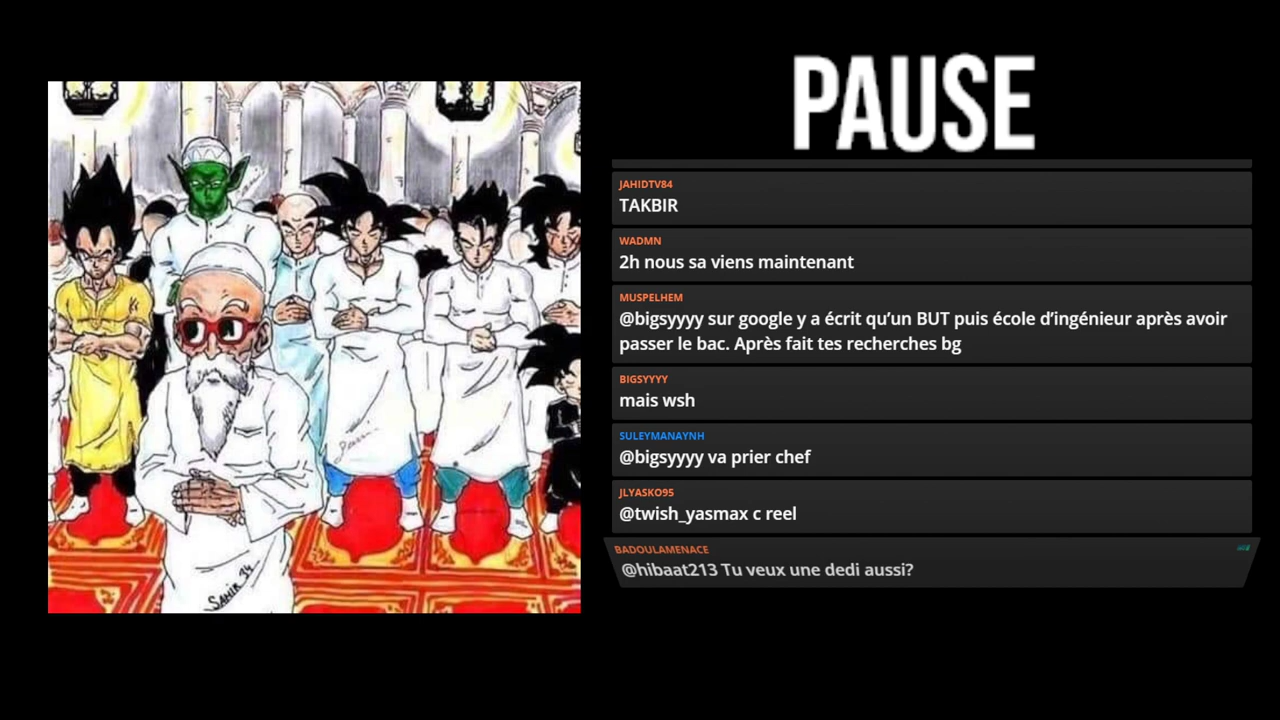 PAUSE
JAHIDTV84
TAKBIR
WADMN
2h nous sa viens maintenant
MUSPELHEM
@bigsyyyy sur google y a écrit qu’un BUT puis école d’ingénieur après avoir
passer le bac. Après fait tes recherches bg
BIGSYYYY
mais wsh
SULEYMANAYNH
@bigsyyyy va prier chef
JLYASKO95
@twish_yasmax c reel
BADOULAMENACE
@hibaat213 Tu veux une dedi aussi?
SAHIR 34